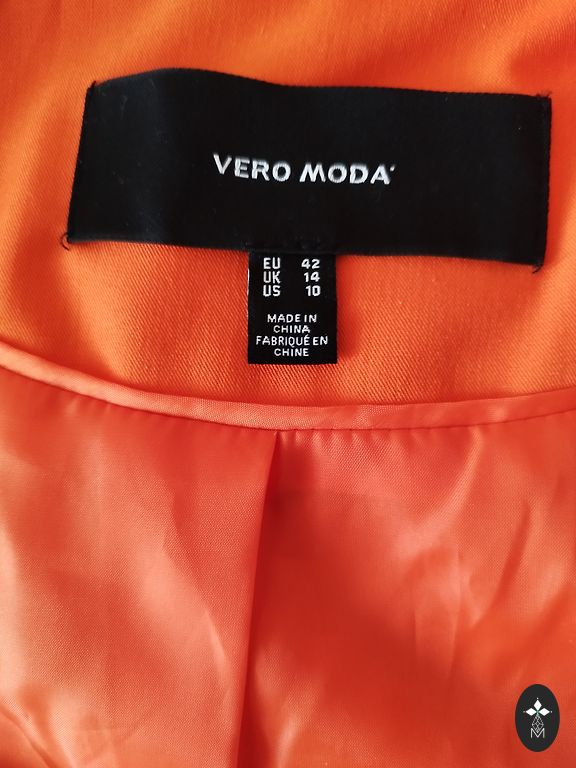 VERO MODA
EU 42
UK 14
US 10
MADE IN
CHINA
FABRIQUÉ EN
CHINE